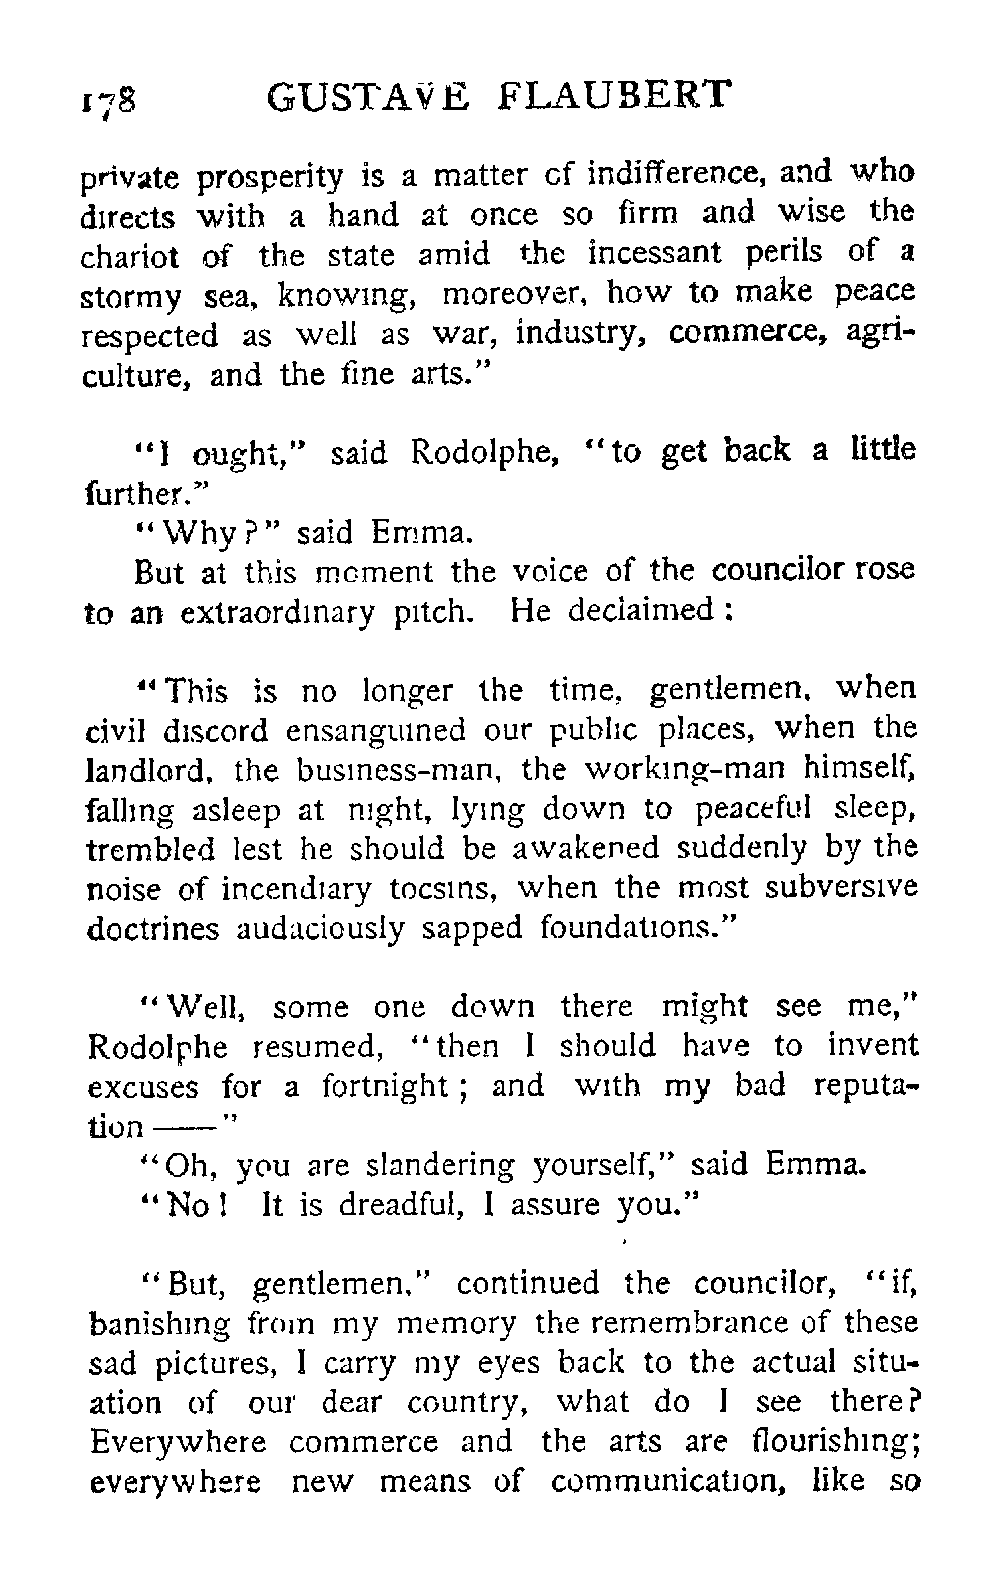 178 GUSTAVE FLAUBERT
private prosperity is a matter of indifference, and who
directs with a hand at once so firm and wise the
chariot of the state amid the incessant perils of a
stormy sea, knowing, moreover, how to make peace
respected as well as war, industry, commerce, agri-
culture, and the fine arts."
"I ought," said Rodolphe, "to get back a little
further."
"Why?" said Emma.
But at this moment the voice of the councilor rose
to an extraordinary pitch. He declaimed:
"This is no longer the time, gentlemen, when
civil discord ensanguined our public places, when the
landlord, the business-man, the working-man himself,
falling asleep at night, lying down to peaceful sleep,
trembled lest he should be awakened suddenly by the
noise of incendiary tocsins, when the most subversive
doctrines audaciously sapped foundations."
"Well, some one down there might see me,"
Rodolphe resumed, "then I should have to invent
excuses for a fortnight; and with my bad reputa-
tion——"
"Oh, you are slandering yourself," said Emma.
"No! It is dreadful, I assure you."
"But, gentlemen," continued the councilor, "if,
banishing from my memory the remembrance of these
sad pictures, I carry my eyes back to the actual situ-
ation of our dear country, what do I see there?
Everywhere commerce and the arts are flourishing;
everywhere new means of communication, like so